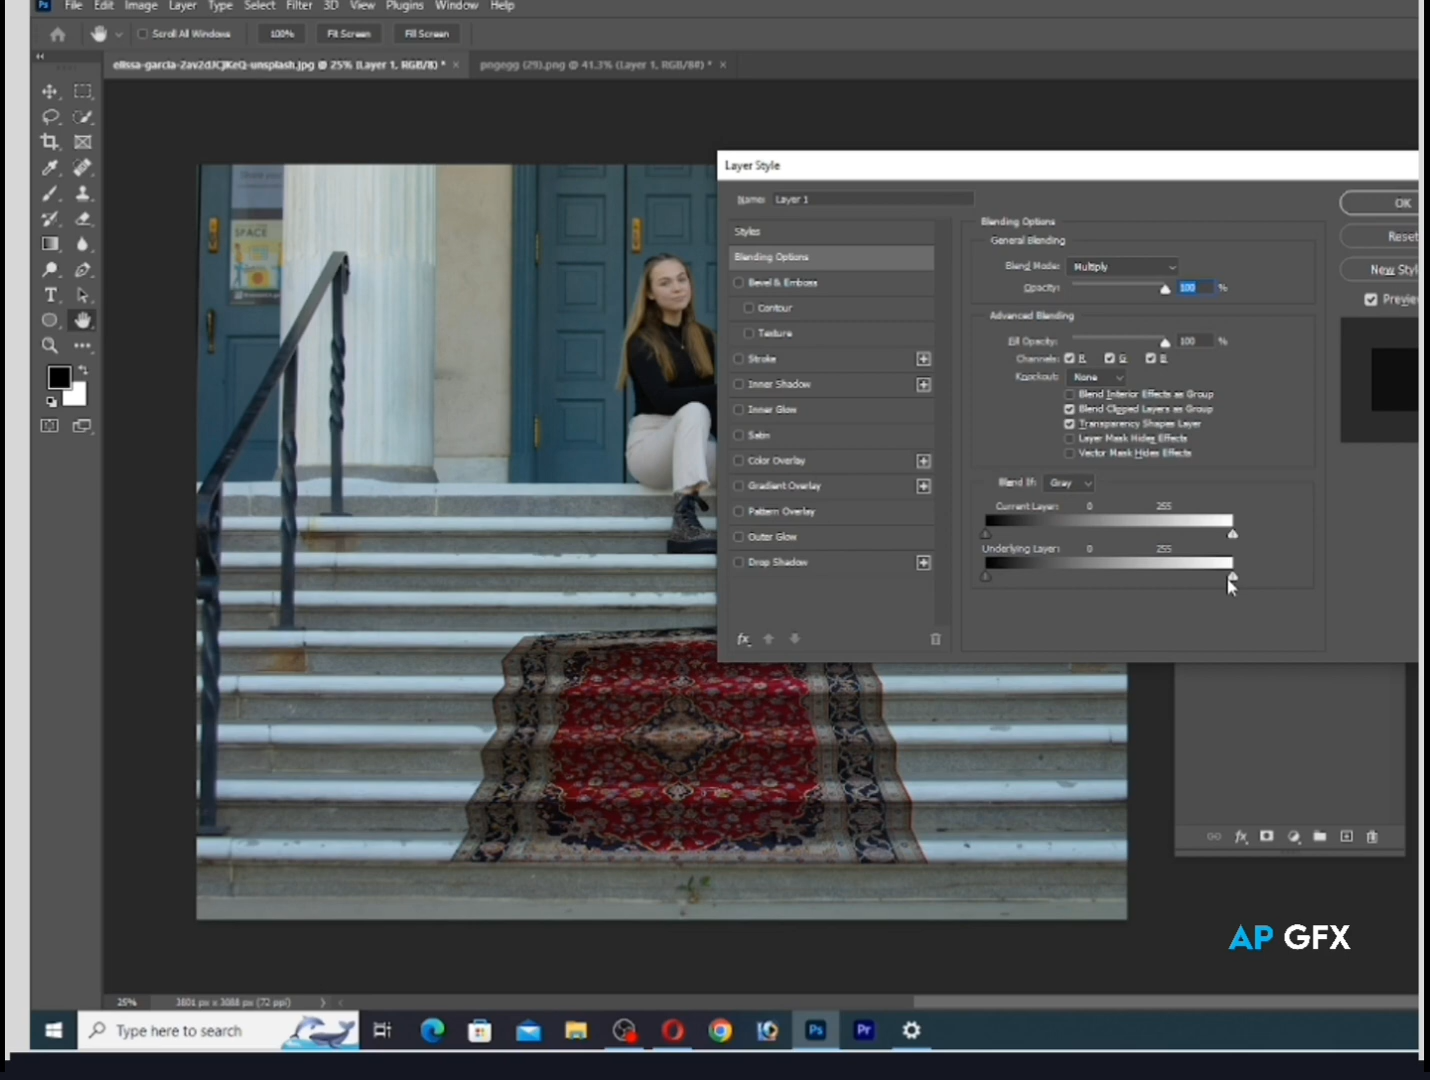 Ps File Edit Image Layer Type Select Filter 3D View Plugins Window Help
Scroll All Windows 100% Fit Screen Fill Screen
elissa-garcia-2av2dJCJKeQ-unsplash.jpg @ 25% (Layer 1, RGB/8) * × pngegg (29).png @ 41.3% (Layer 1, RGB/8#) * ×
SPACE
Layer Style
Name: Layer 1
Styles
Blending Options
Bevel & Emboss
Contour
Texture
Stroke
Inner Shadow
Inner Glow
Satin
Color Overlay
Gradient Overlay
Pattern Overlay
Outer Glow
Drop Shadow
fx
Blending Options
General Blending
Blend Mode: Multiply
Opacity: 100 %
Advanced Blending
Fill Opacity: 100 %
Channels: R G B
Knockout: None
Blend Interior Effects as Group
Blend Clipped Layers as Group
Transparency Shapes Layer
Layer Mask Hides Effects
Vector Mask Hides Effects
Blend If: Gray
Current Layer: 0 255
Underlying Layer: 0 255
OK
Reset
New Styl
Preview
fx
AP GFX
25% 3801 px x 3088 px (72 ppi)
Type here to search
Ps Pr